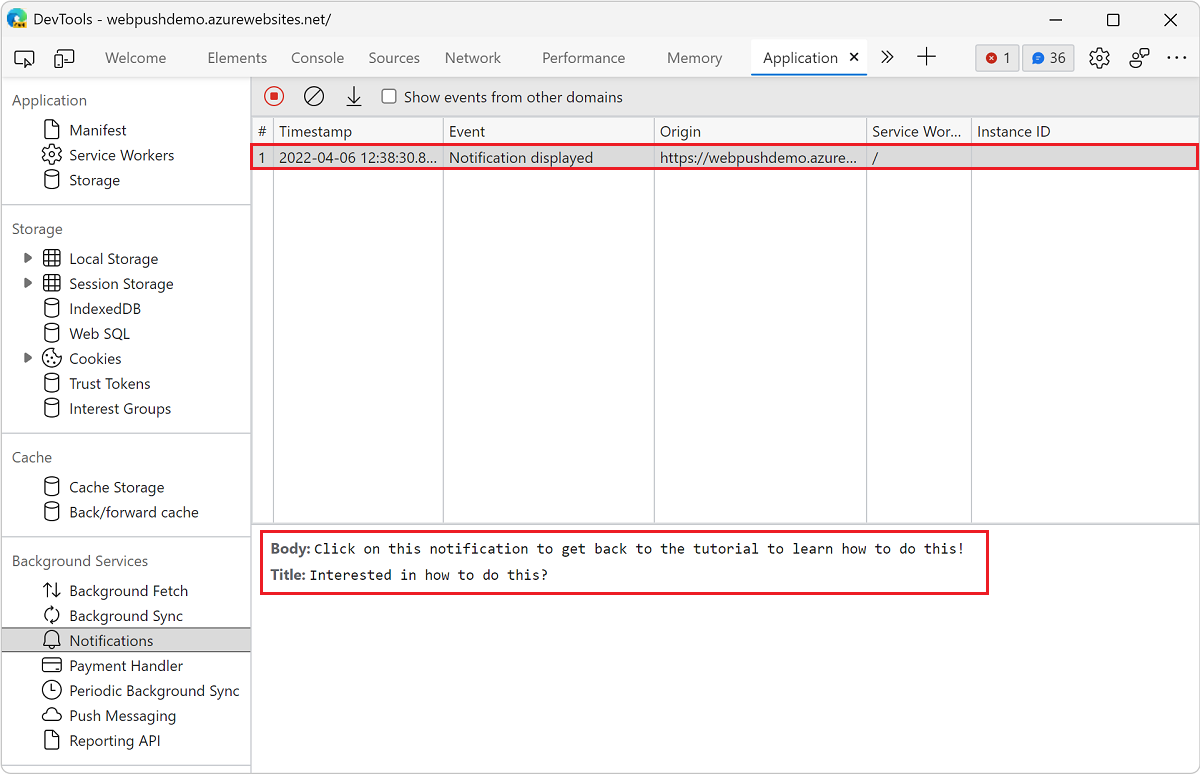 DevTools - webpushdemo.azurewebsites.net/
Welcome Elements Console Sources Network Performance Memory Application 1 36
Application
Manifest
Service Workers
Storage
Storage
Local Storage
Session Storage
IndexedDB
Web SQL
Cookies
Trust Tokens
Interest Groups
Cache
Cache Storage
Back/forward cache
Background Services
Background Fetch
Background Sync
Notifications
Payment Handler
Periodic Background Sync
Push Messaging
Reporting API
Show events from other domains
# Timestamp Event Origin Service Wor... Instance ID
1 2022-04-06 12:38:30.8... Notification displayed https://webpushdemo.azure... /
Body: Click on this notification to get back to the tutorial to learn how to do this!
Title: Interested in how to do this?